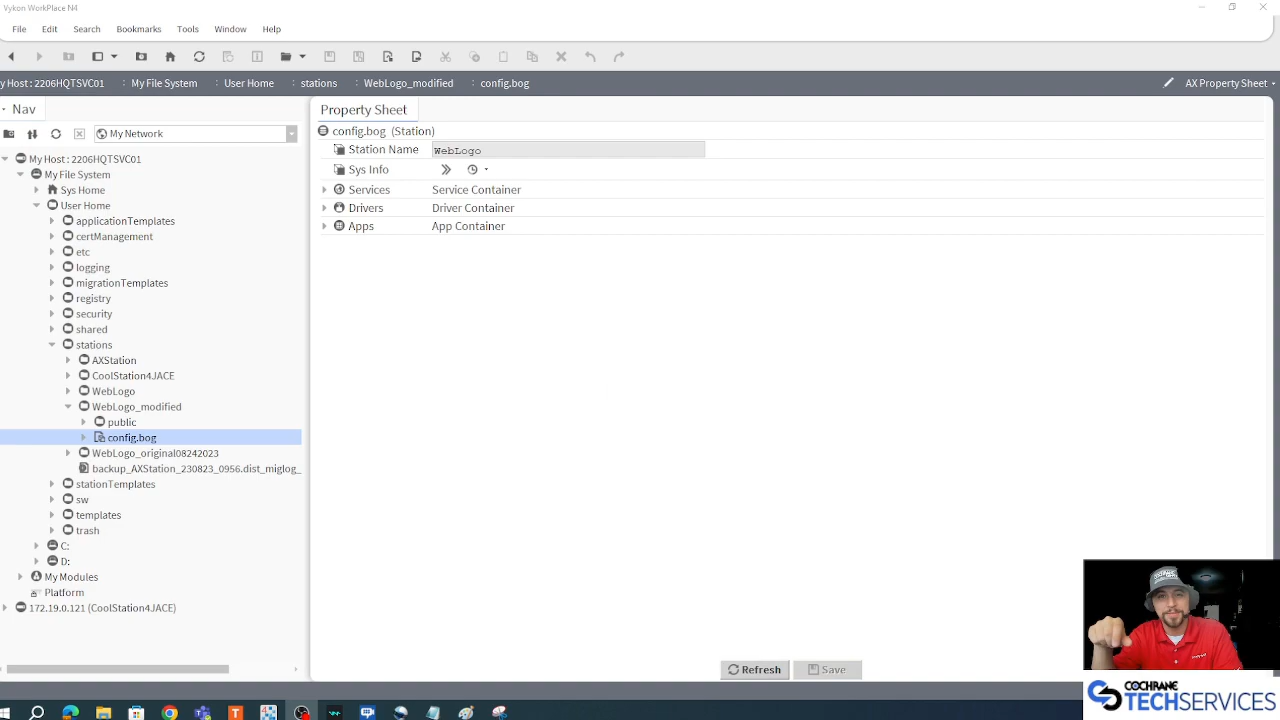 Vykon WorkPlace N4
File Edit Search Bookmarks Tools Window Help
y Host : 2206HQTSVC01 : My File System : User Home : stations : WebLogo_modified : config.bog AX Property Sheet
Nav
My Network
My Host : 2206HQTSVC01
My File System
Sys Home
User Home
applicationTemplates
certManagement
etc
logging
migrationTemplates
registry
security
shared
stations
AXStation
CoolStation4JACE
WebLogo
WebLogo_modified
public
config.bog
WebLogo_original08242023
backup_AXStation_230823_0956.dist_miglog_
stationTemplates
sw
templates
trash
C:
D:
My Modules
Platform
172.19.0.121 (CoolStation4JACE)
Property Sheet
config.bog (Station)
Station Name WebLogo
Sys Info
Services Service Container
Drivers Driver Container
Apps App Container
Refresh Save
COCHRANE
TECHSERVICES